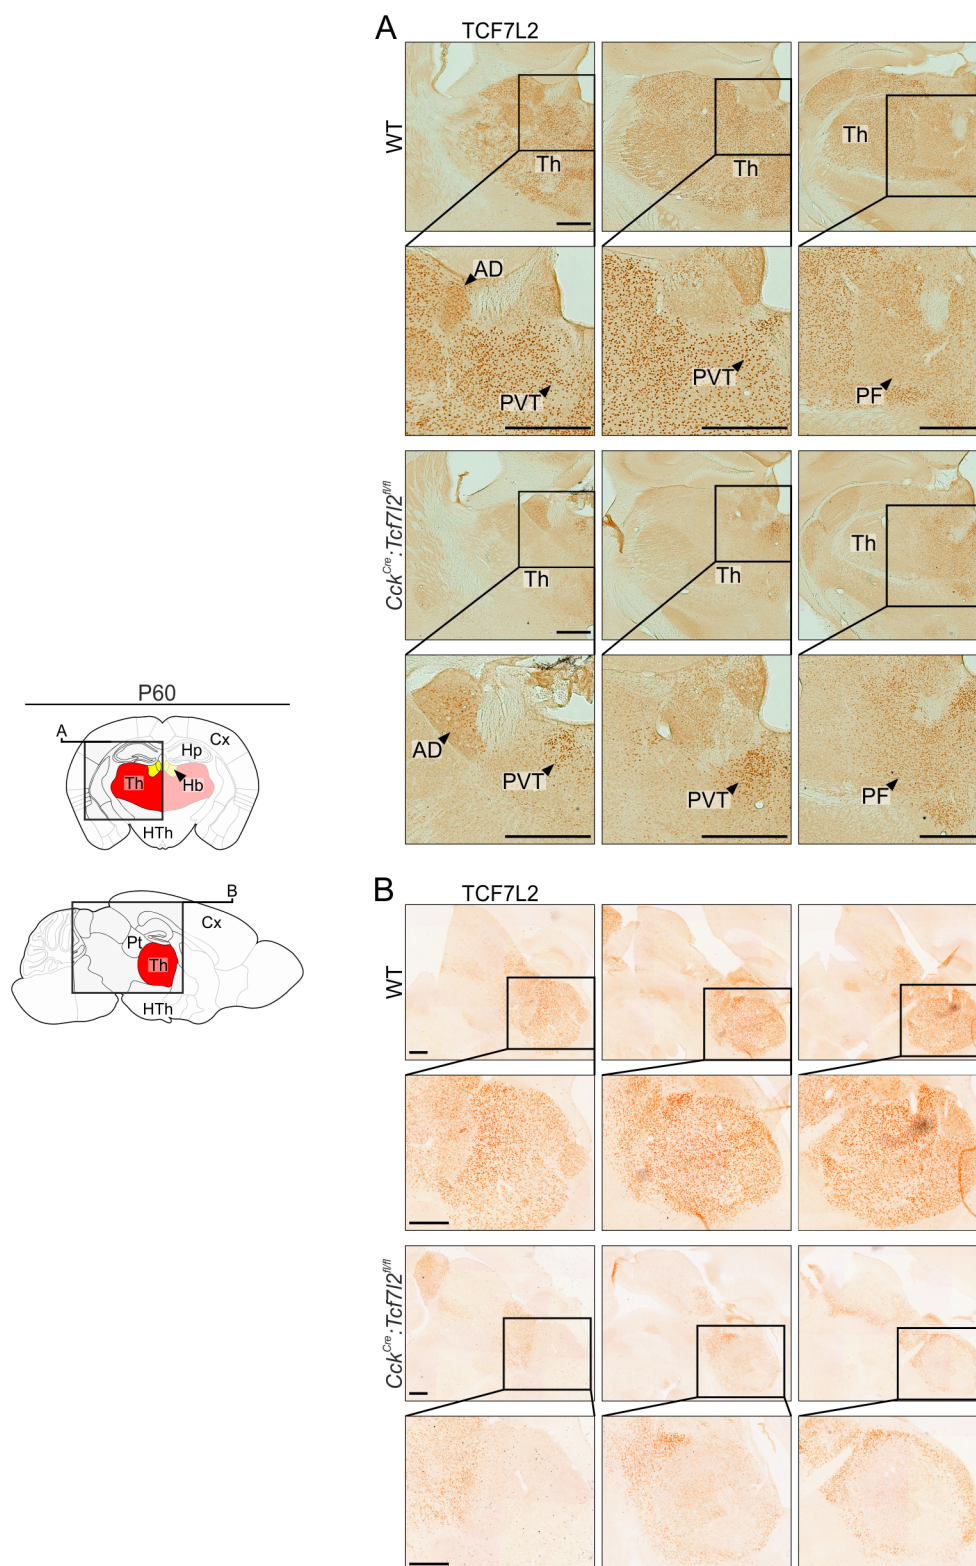 A
TCF7L2
WT
Th
Th
Th
AD
PVT
PVT
PF
Cck^Cre:Tcf7l2^fl/fl
Th
Th
Th
AD
PVT
PVT
PF
P60
A
Cx
Hp
Th
Hb
HTh
B
Cx
Pt
Th
HTh
B
TCF7L2
WT
Cck^Cre:Tcf7l2^fl/fl